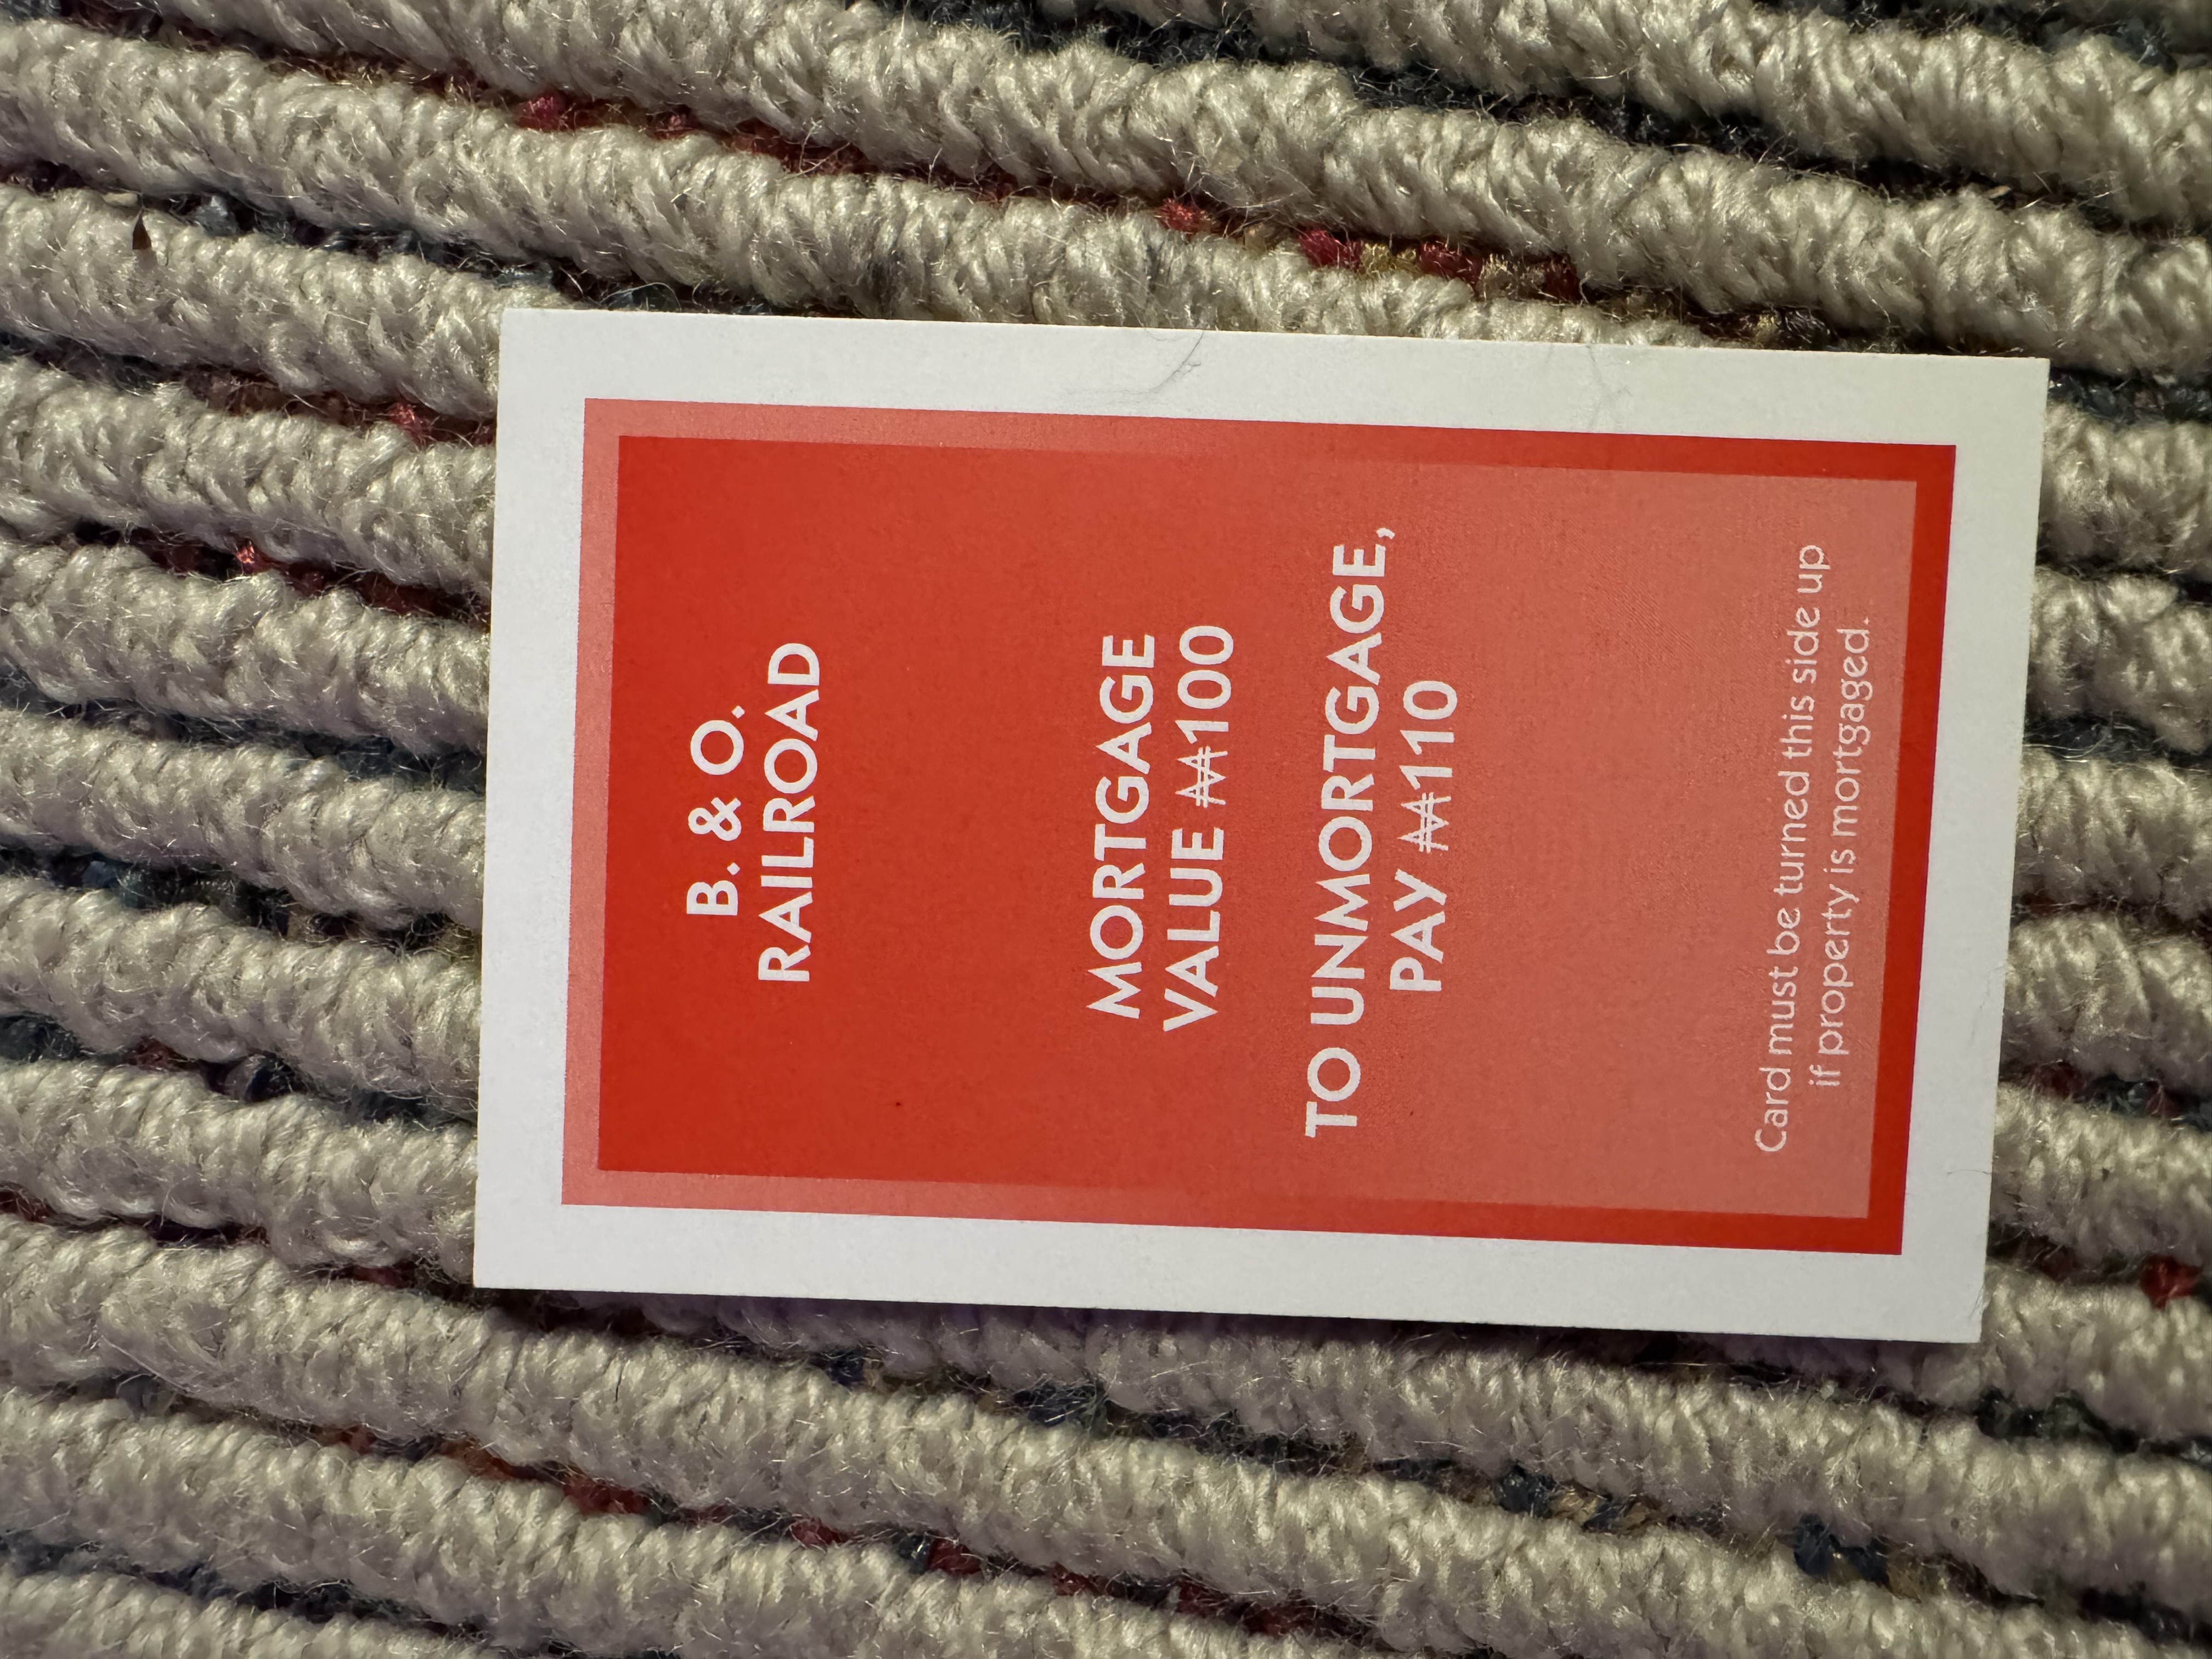 B. & O.
RAILROAD
MORTGAGE
VALUE ₩100
TO UNMORTGAGE,
PAY ₩110
Card must be turned this side up
if property is mortgaged.